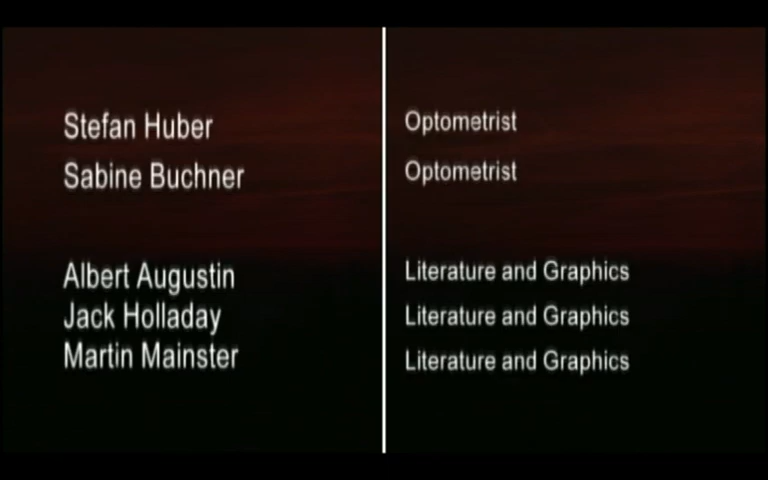 Stefan Huber Optometrist
Sabine Buchner Optometrist
Albert Augustin Literature and Graphics
Jack Holladay Literature and Graphics
Martin Mainster Literature and Graphics